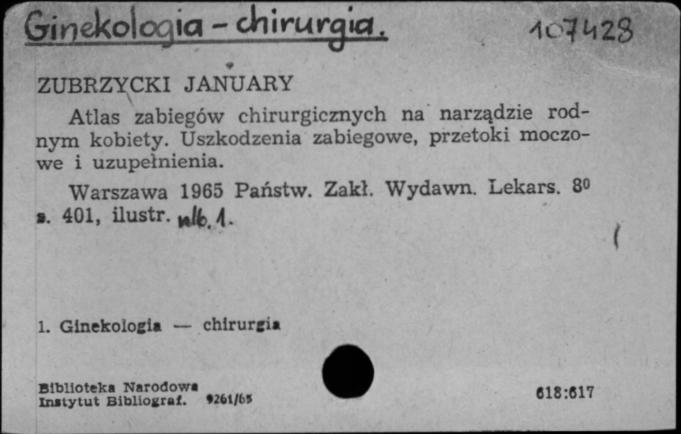 Ginekologia - chirurgia.
107428
ZUBRZYCKI JANUARY
Atlas zabiegów chirurgicznych na narządzie rod-
nym kobiety. Uszkodzenia zabiegowe, przetoki moczo-
we i uzupełnienia.
Warszawa 1965 Państw. Zakł. Wydawn. Lekars. 8⁰
s. 401, ilustr. nlb. 1.
1. Ginekologia — chirurgia
Biblioteka Narodowa
Instytut Bibliograf. 9261/65
618:617